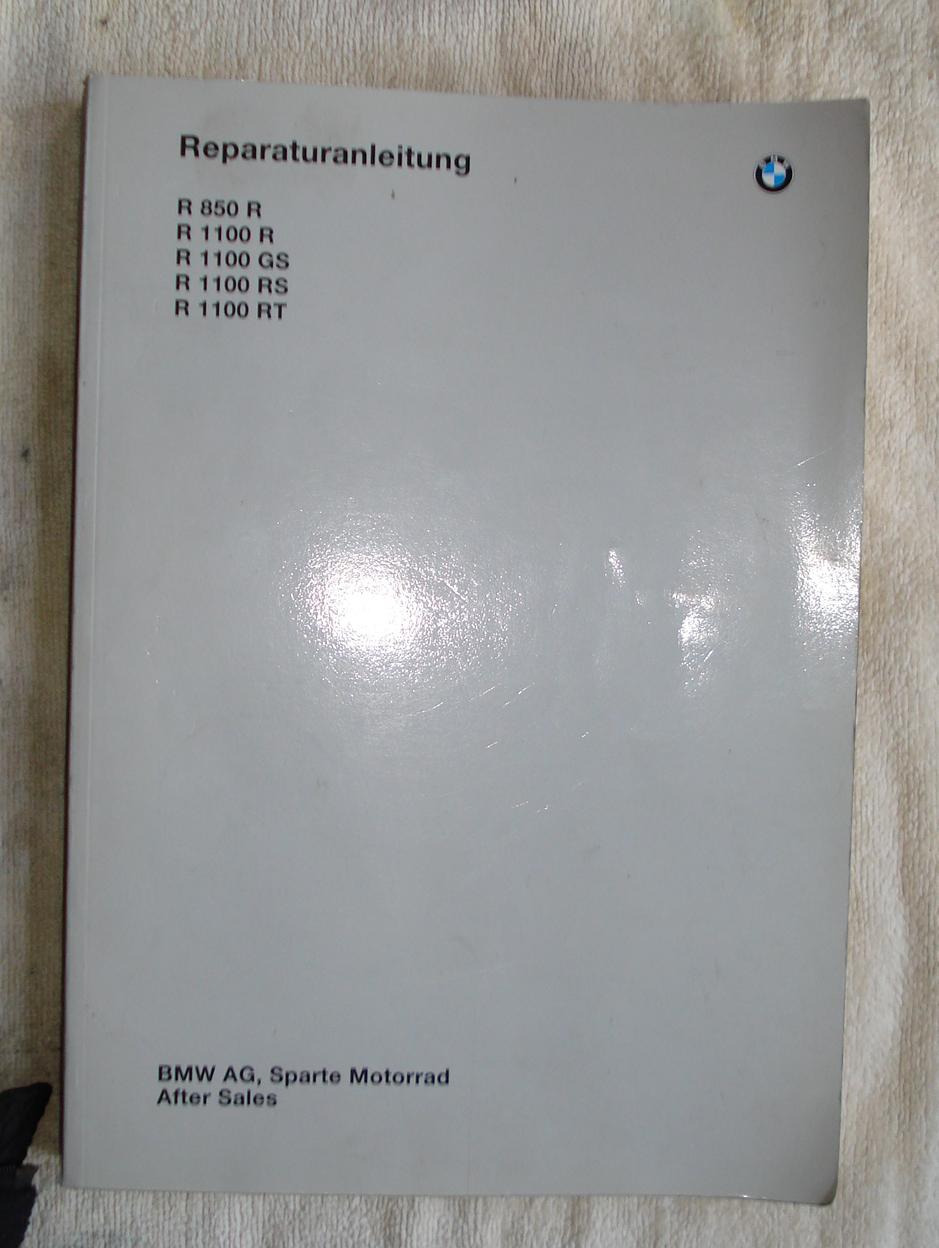 Reparaturanleitung
R 850 R
R 1100 R
R 1100 GS
R 1100 RS
R 1100 RT
BMW AG, Sparte Motorrad
After Sales